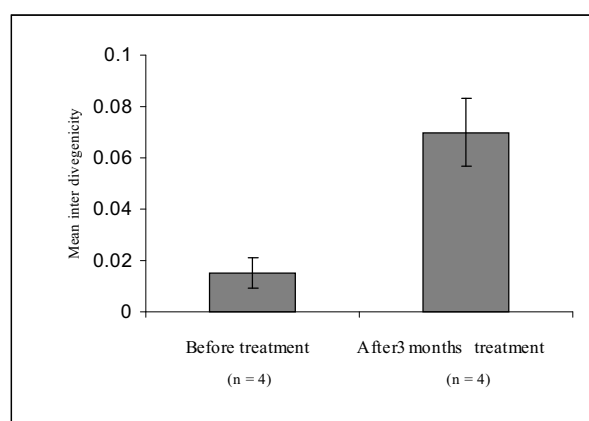 0.1
0.08
0.06
0.04
0.02
0
Mean inter divegenicity
Before treatment
(n = 4)
After3 months treatment
(n = 4)